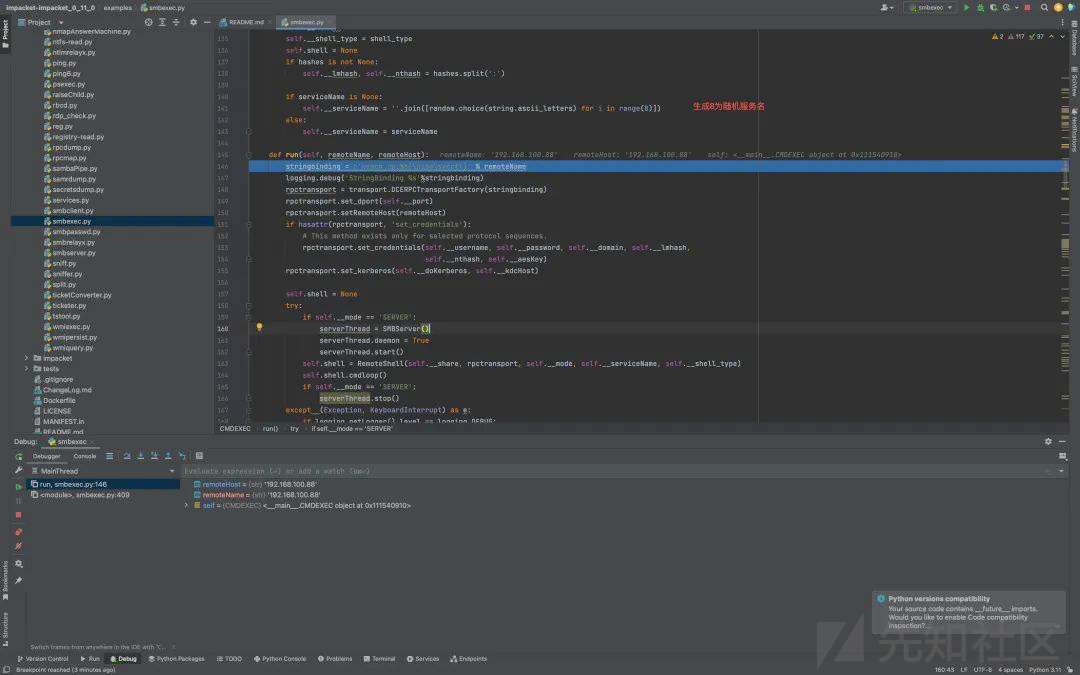 impacket-impacket_0_11_0 examples smbexec.py
smbexec
Project
README.md
smbexec.py
nmapAnswerMachine.py
ntfs-read.py
ntlmrelayx.py
ping.py
ping6.py
psexec.py
raiseChild.py
rbcd.py
rdp_check.py
reg.py
registry-read.py
rpcdump.py
rpcmap.py
sambaPipe.py
samrdump.py
secretsdump.py
services.py
smbclient.py
smbexec.py
smbpasswd.py
smbrelayx.py
smbserver.py
sniff.py
sniffer.py
split.py
ticketConverter.py
ticketer.py
tstool.py
wmiexec.py
wmipersist.py
wmiquery.py
impacket
tests
.gitignore
ChangeLog.md
Dockerfile
LICENSE
MANIFEST.in
README.md
2 117 97
135 self.__shell_type = shell_type
136 self.shell = None
137 if hashes is not None:
138 self.__lmhash, self.__nthash = hashes.split(':')
139
140 if serviceName is None:
141 self.__serviceName = ''.join([random.choice(string.ascii_letters) for i in range(8)]) 生成8为随机服务名
142 else:
143 self.__serviceName = serviceName
145 def run(self, remoteName, remoteHost): remoteName: '192.168.100.88' remoteHost: '192.168.100.88' self: <__main__.CMDEXEC object at 0x111540910>
146 stringbinding = % remoteName
147 logging.debug('StringBinding %s'%stringbinding)
148 rpctransport = transport.DCERPCTransportFactory(stringbinding)
149 rpctransport.set_dport(self.__port)
150 rpctransport.setRemoteHost(remoteHost)
151 if hasattr(rpctransport, 'set_credentials'):
152 # This method exists only for selected protocol sequences.
153 rpctransport.set_credentials(self.__username, self.__password, self.__domain, self.__lmhash,
154 self.__nthash, self.__aesKey)
155 rpctransport.set_kerberos(self.__doKerberos, self.__kdcHost)
156
157 self.shell = None
158 try:
159 if self.__mode == 'SERVER':
160 serverThread = SMBServer()
161 serverThread.daemon = True
162 serverThread.start()
163 self.shell = RemoteShell(self.__share, rpctransport, self.__mode, self.__serviceName, self.__shell_type)
164 self.shell.cmdloop()
165 if self.__mode == 'SERVER':
166 serverThread.stop()
167 except (Exception, KeyboardInterrupt) as e:
if logging.getLogger().level == logging.DEBUG:
CMDEXEC run() try if self.__mode == 'SERVER'
Project
Bookmarks
Structure
Database
SciView
Notifications
Debug: smbexec
Debugger Console
MainThread
Evaluate expression (⏎) or add a watch (⇧⌘⏎)
run, smbexec.py:146
<module>, smbexec.py:409
remoteHost = {str} '192.168.100.88'
remoteName = {str} '192.168.100.88'
self = {CMDEXEC} <__main__.CMDEXEC object at 0x111540910>
Python versions compatibility
Your source code contains __future__ imports.
Would you like to enable Code compatibility
inspection?...
先知社区
Switch frames from anywhere in the IDE with
Version Control Run Debug Python Packages TODO Python Console Problems Terminal Services Endpoints
Breakpoint reached (3 minutes ago)
160:43 LF UTF-8 4 spaces Python 3.11